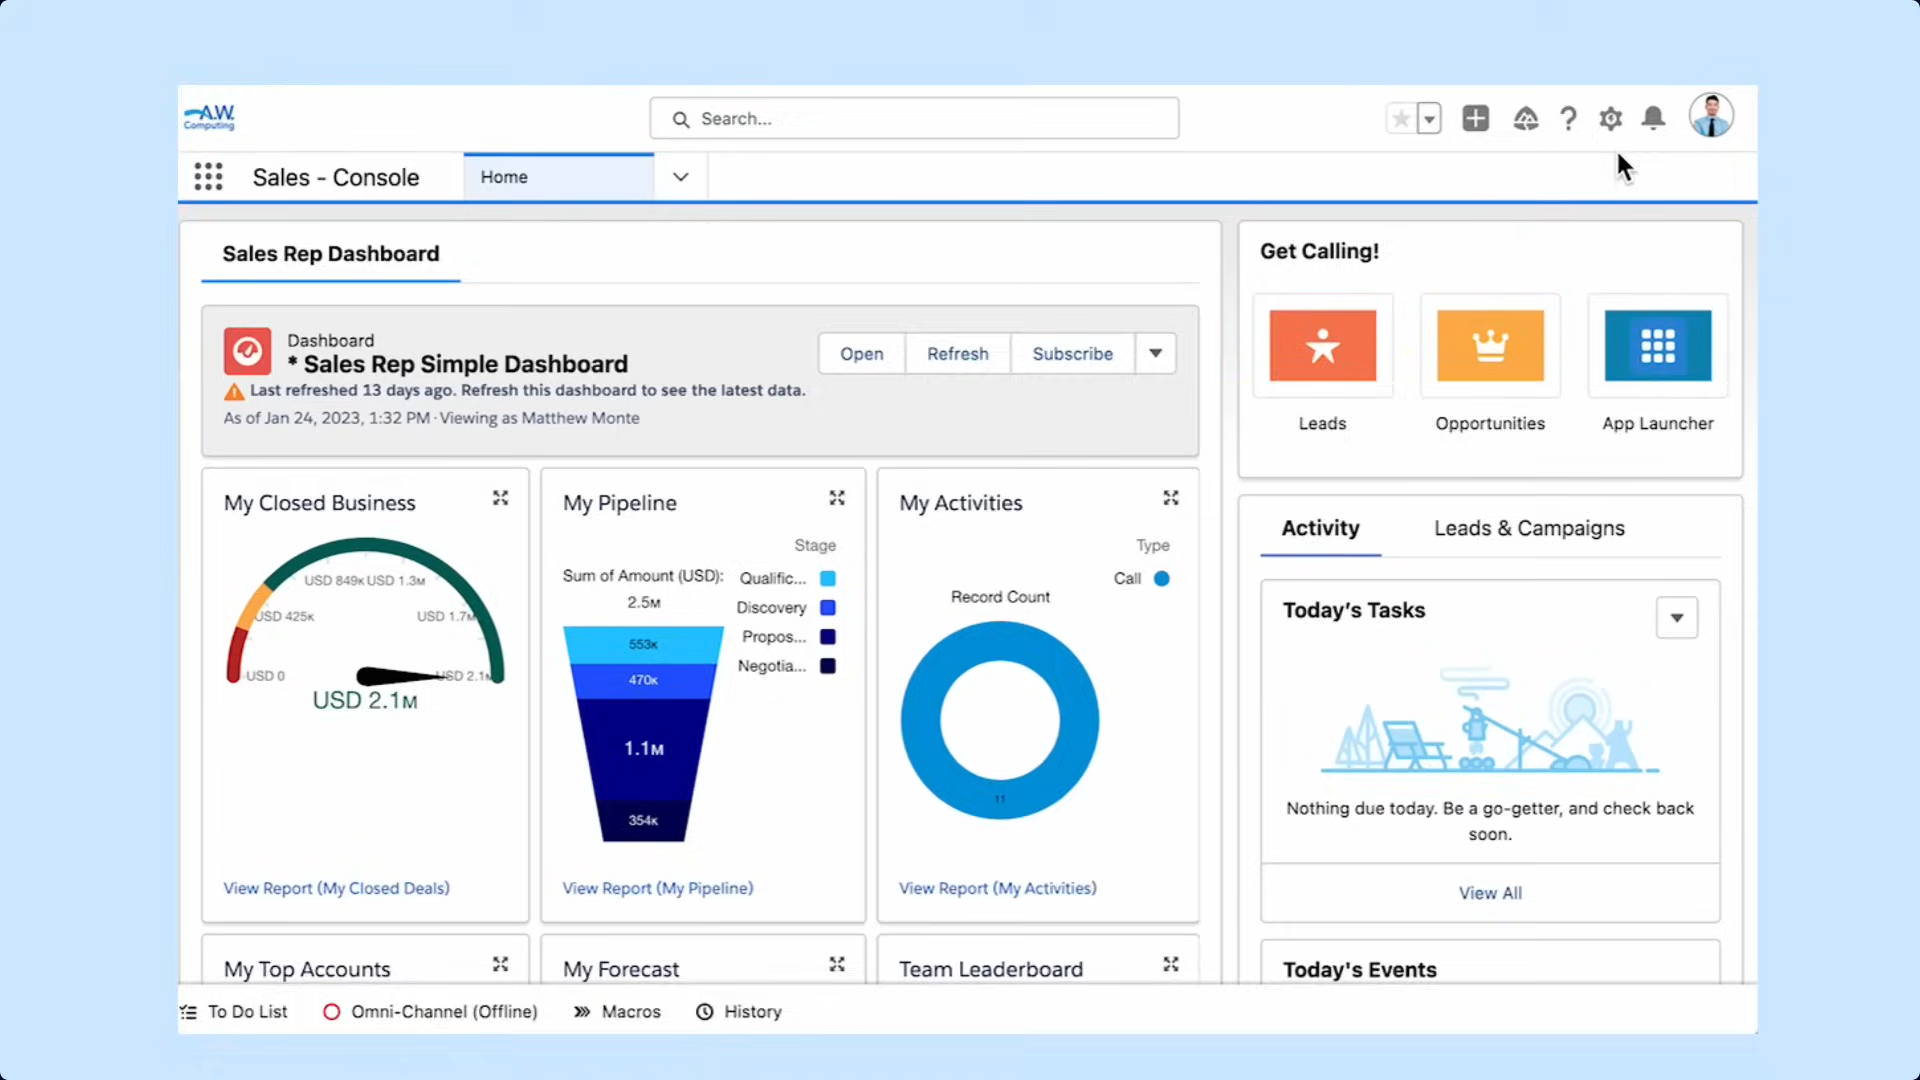 A.W.
Computing
Search...
Sales - Console
Home
Sales Rep Dashboard
Dashboard
* Sales Rep Simple Dashboard
Last refreshed 13 days ago. Refresh this dashboard to see the latest data.
As of Jan 24, 2023, 1:32 PM · Viewing as Matthew Monte
Open
Refresh
Subscribe
My Closed Business
USD 849K USD 1.3M
USD 425K
USD 1.7M
USD 0
USD 2.1M
USD 2.1M
View Report (My Closed Deals)
My Pipeline
Stage
Sum of Amount (USD):
2.5M
Qualific...
Discovery
Propos...
Negotia...
553K
470K
1.1M
354K
View Report (My Pipeline)
My Activities
Type
Call
Record Count
11
View Report (My Activities)
My Top Accounts
My Forecast
Team Leaderboard
Get Calling!
Leads
Opportunities
App Launcher
Activity
Leads & Campaigns
Today’s Tasks
Nothing due today. Be a go-getter, and check back
soon.
View All
Today's Events
To Do List
Omni-Channel (Offline)
Macros
History